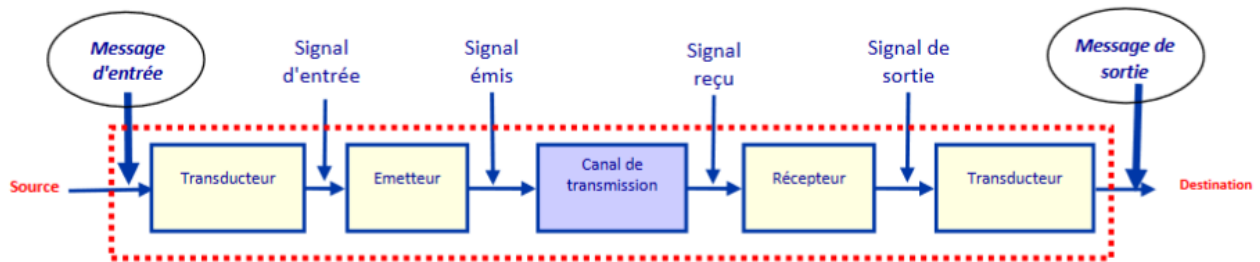 Message
d'entrée
Signal
d'entrée
Signal
émis
Signal
reçu
Signal de
sortie
Message de
sortie
Source
Transducteur
Emetteur
Canal de
transmission
Récepteur
Transducteur
Destination